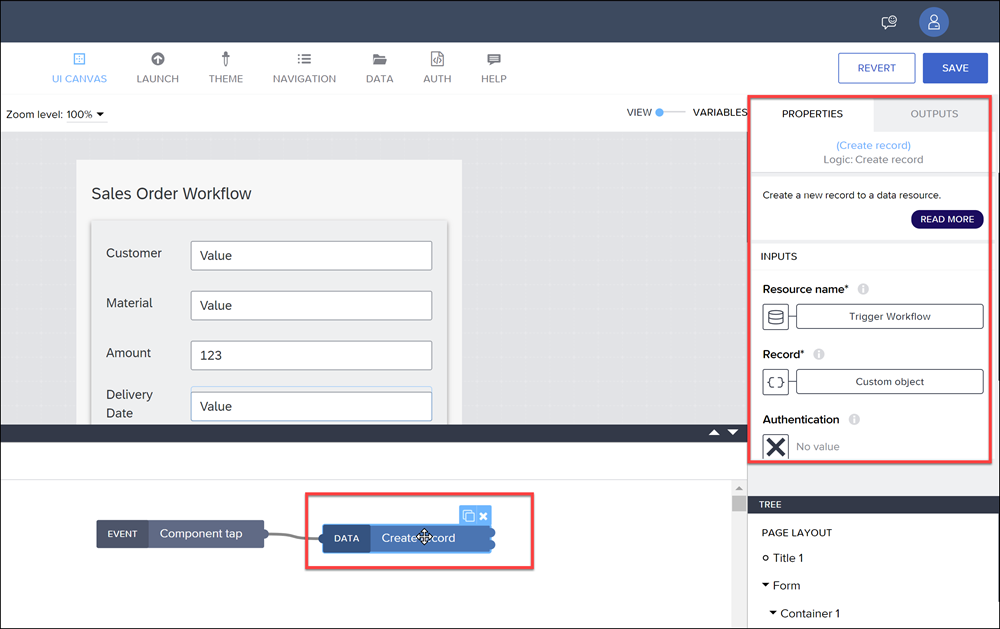 UI CANVAS
LAUNCH
THEME
NAVIGATION
DATA
AUTH
HELP
REVERT
SAVE
Zoom level: 100%
VIEW
VARIABLES
Sales Order Workflow
Customer
Value
Material
Value
Amount
123
Delivery
Date
Value
PROPERTIES
OUTPUTS
(Create record)
Logic: Create record
Create a new record to a data resource.
READ MORE
INPUTS
Resource name*
Trigger Workflow
Record*
Custom object
Authentication
No value
EVENT
Component tap
DATA
Create record
TREE
PAGE LAYOUT
Title 1
Form
Container 1